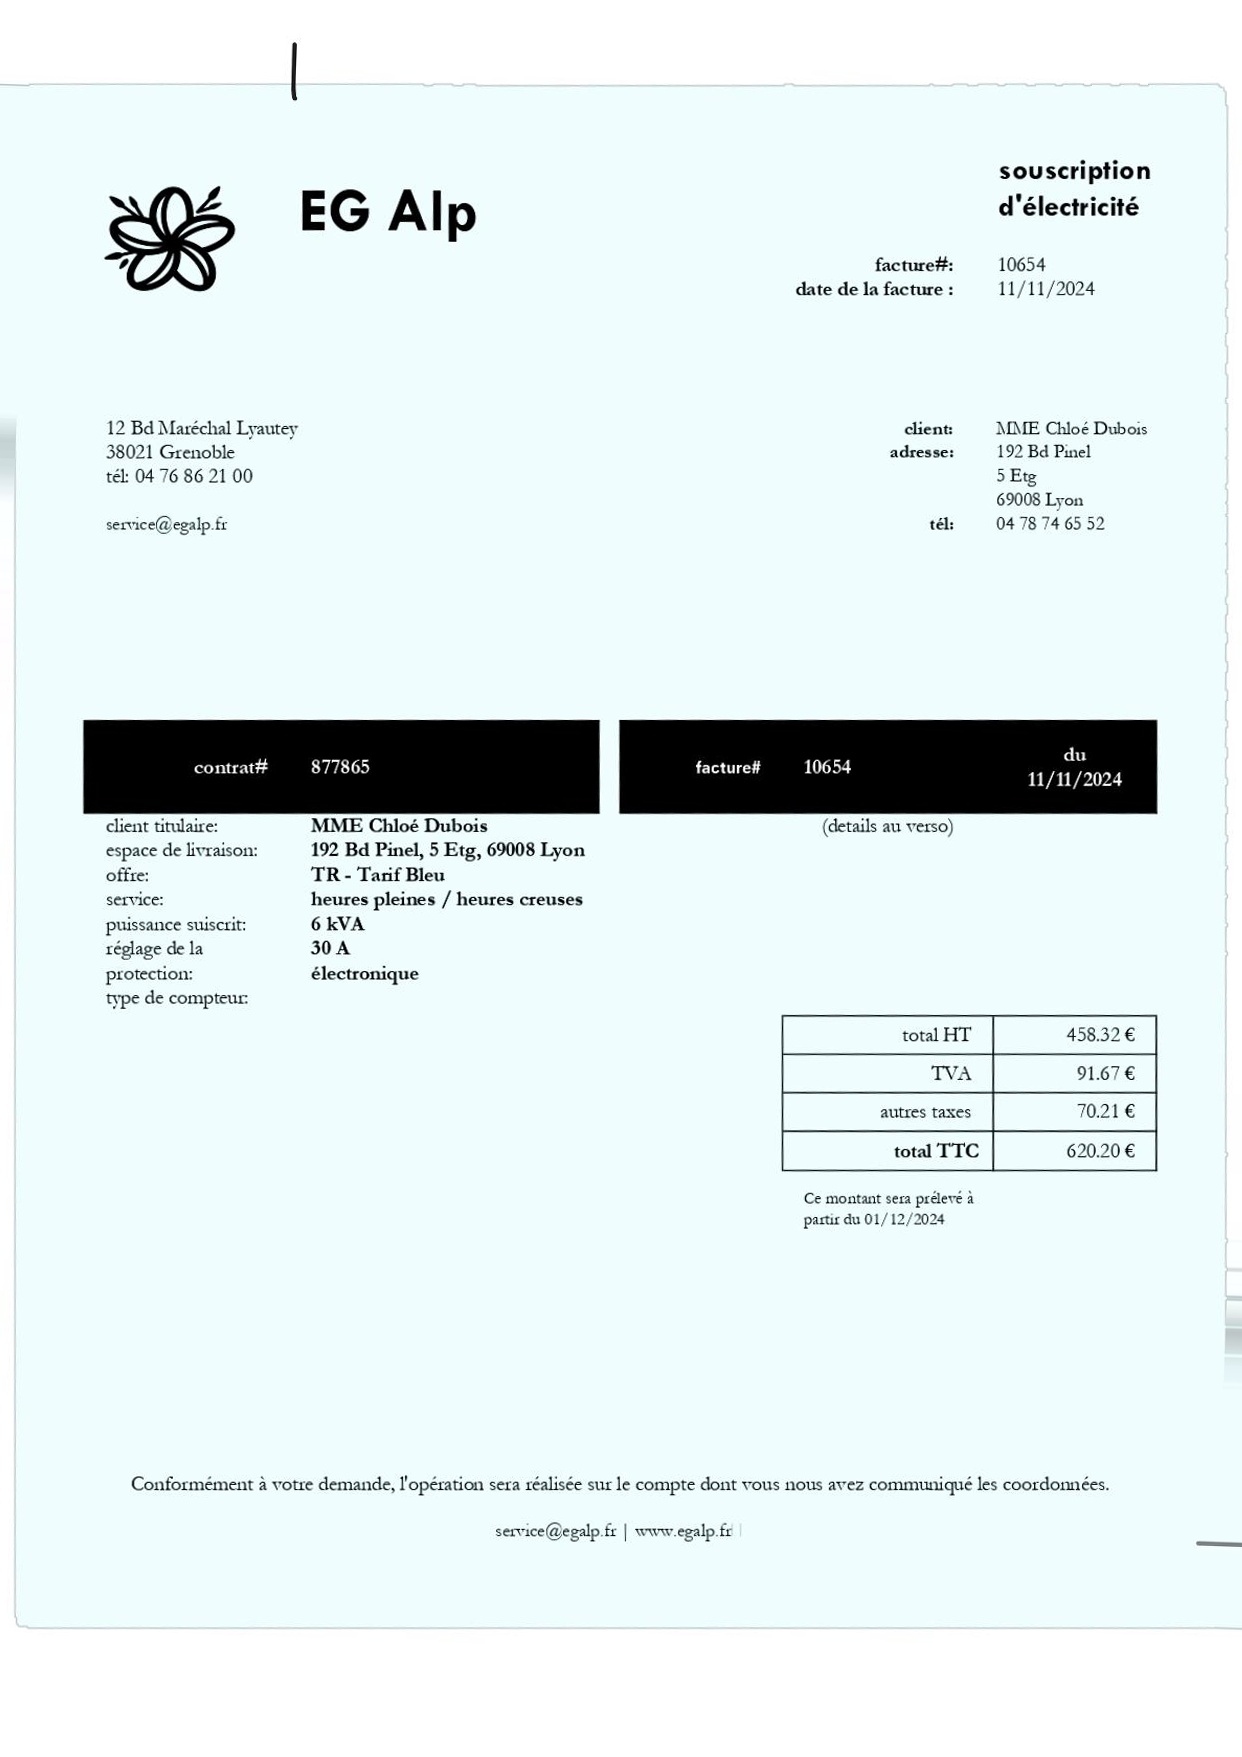 EG Alp
souscription
d'électricité
facture#: 10654
date de la facture : 11/11/2024
12 Bd Maréchal Lyautey
38021 Grenoble
tél: 04 76 86 21 00
service@egalp.fr
client: MME Chloé Dubois
adresse: 192 Bd Pinel
5 Etg
69008 Lyon
tél: 04 78 74 65 52
contrat# 877865
client titulaire: MME Chloé Dubois
espace de livraison: 192 Bd Pinel, 5 Etg, 69008 Lyon
offre: TR - Tarif Bleu
service: heures pleines / heures creuses
puissance suiscrit: 6 kVA
réglage de la 30 A
protection: électronique
type de compteur:
facture# 10654 du
11/11/2024
(details au verso)
total HT 458.32 €
TVA 91.67 €
autres taxes 70.21 €
total TTC 620.20 €
Ce montant sera prélevé à
partir du 01/12/2024
Conformément à votre demande, l'opération sera réalisée sur le compte dont vous nous avez communiqué les coordonnées.
service@egalp.fr | www.egalp.fr